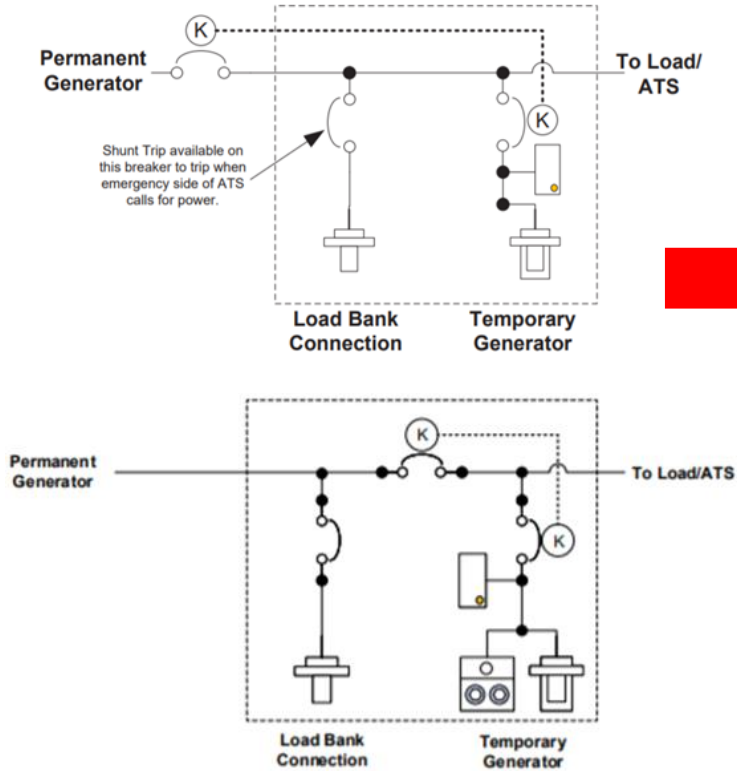 K
Permanent
Generator
To Load/
ATS
K
Shunt Trip available on
this breaker to trip when
emergency side of ATS
calls for power.
Load Bank
Connection
Temporary
Generator
K
Permanent
Generator
To Load/ATS
K
Load Bank
Connection
Temporary
Generator